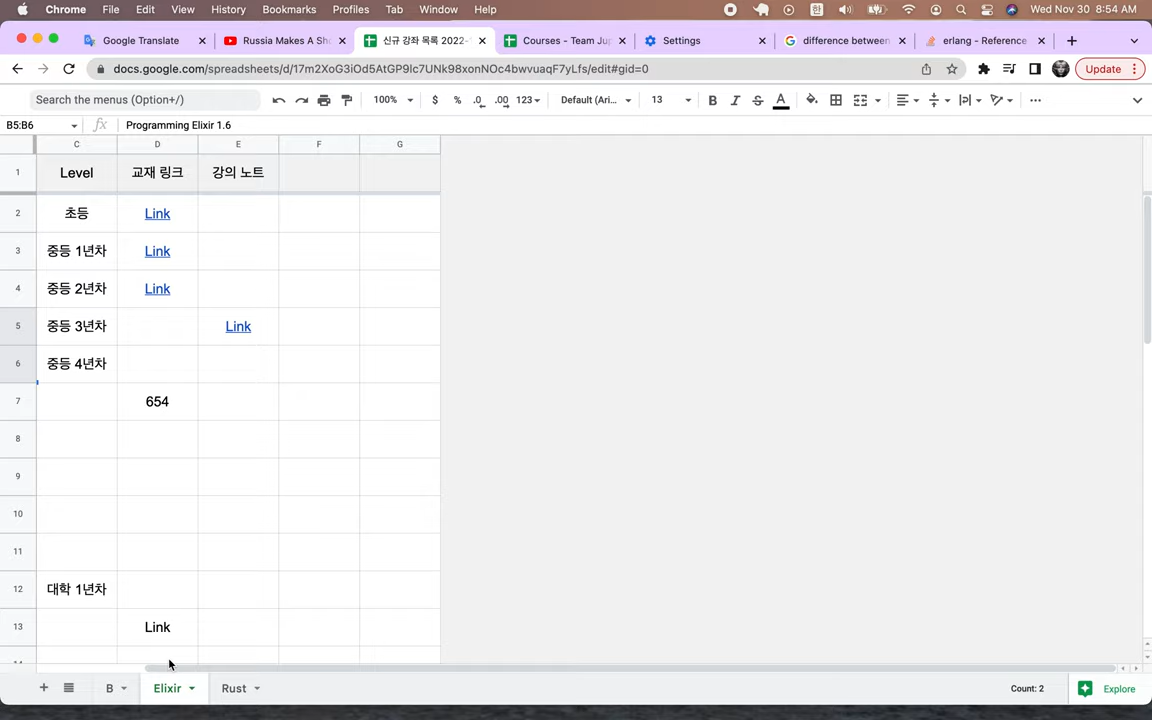 Chrome File Edit View History Bookmarks Profiles Tab Window Help 한 Wed Nov 30 8:54 AM
Google Translate Russia Makes A Sh 신규 강좌 목록 2022- Courses - Team Ju Settings difference between erlang - Reference
docs.google.com/spreadsheets/d/17m2XoG3iOd5AtGP9lc7UNk98xonNOc4bwvuaqF7yLfs/edit#gid=0 Update
Search the menus (Option+/) 100% $ % .0 .00 123 Default (Ari... 13 B I S A
B5:B6 fx Programming Elixir 1.6
C D E F G
1 Level 교재 링크 강의 노트
2 초등 Link
3 중등 1년차 Link
4 중등 2년차 Link
5 중등 3년차 Link
6 중등 4년차
7 654
8
9
10
11
12 대학 1년차
13 Link
B Elixir Rust Count: 2 Explore